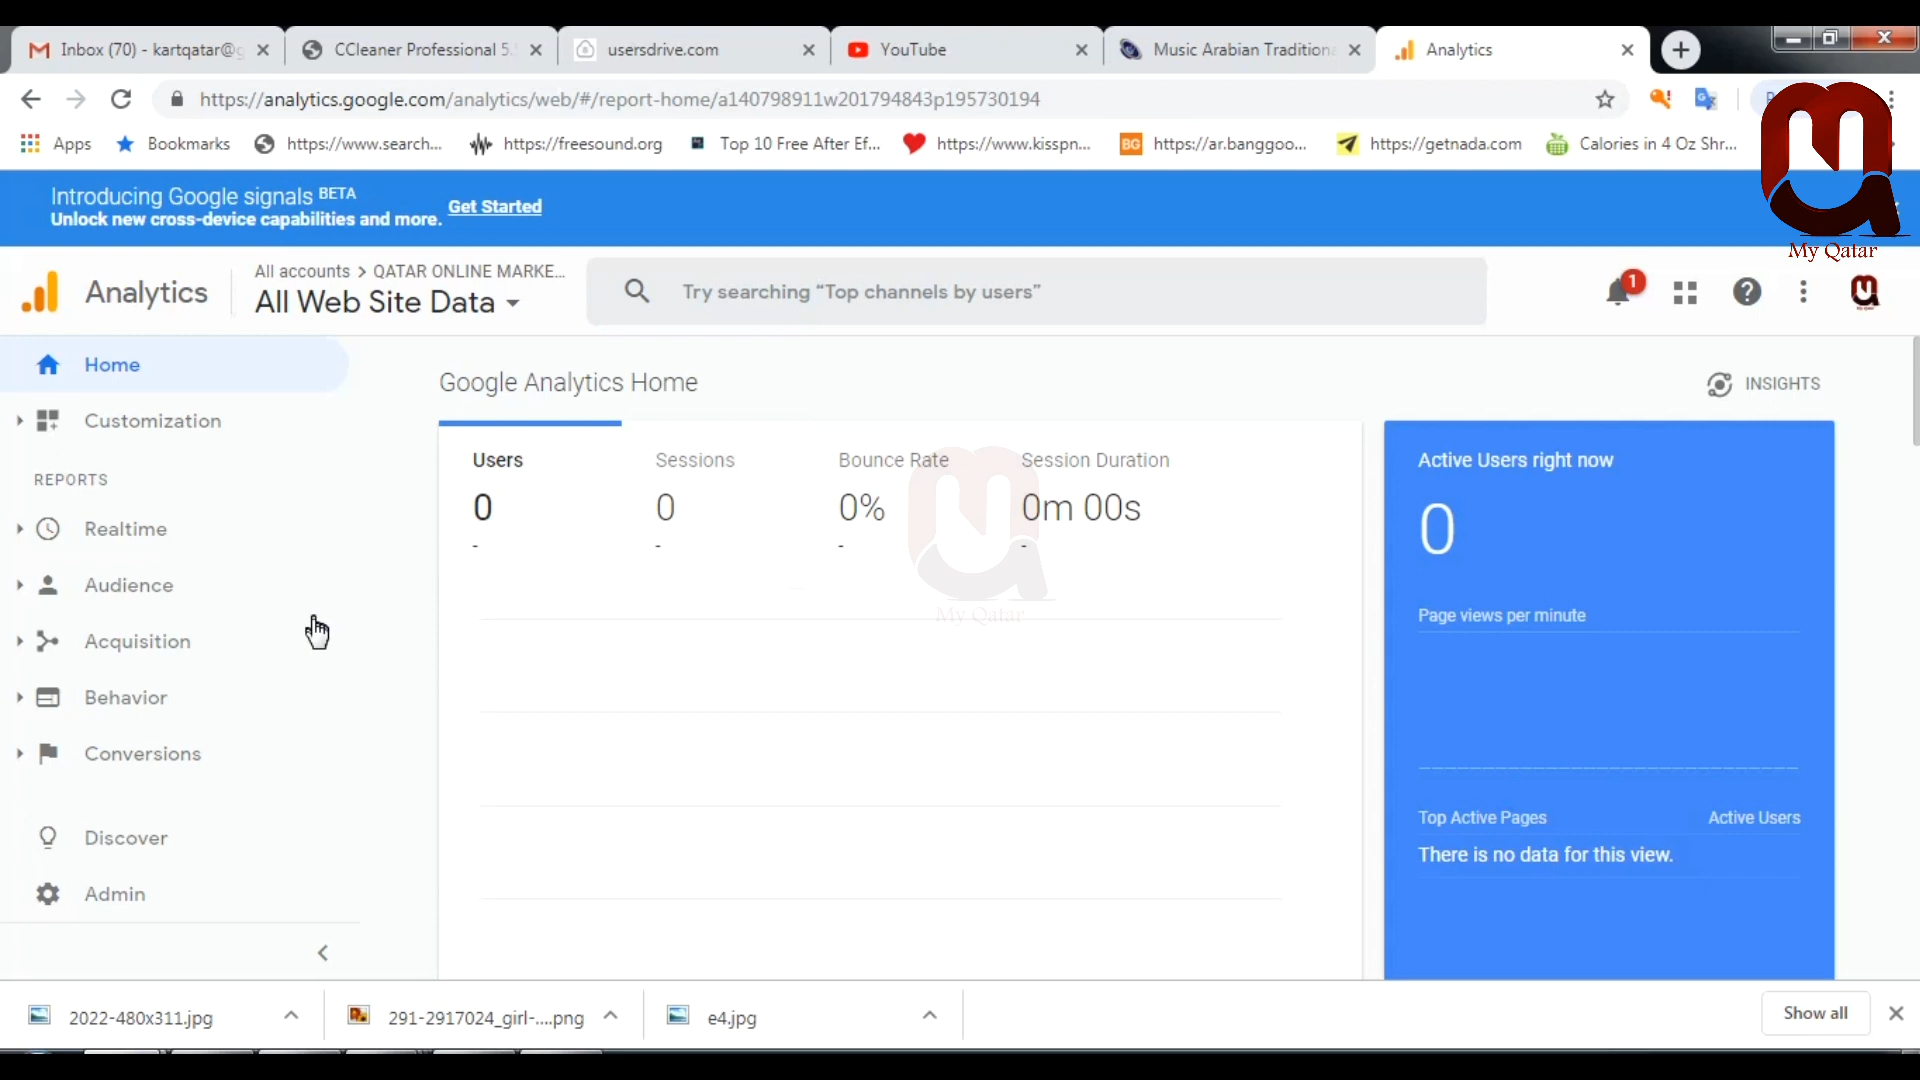 Inbox (70) - kartqatar@g
CCleaner Professional 5.
usersdrive.com
YouTube
Music Arabian Traditiona
Analytics
https://analytics.google.com/analytics/web/#/report-home/a140798911w201794843p195730194
Apps
Bookmarks
https://www.search...
https://freesound.org
Top 10 Free After Ef...
https://www.kisspn...
BG
https://ar.banggoo...
https://getnada.com
Calories in 4 Oz Shr...
My Qatar
Introducing Google signals BETA
Unlock new cross-device capabilities and more.
Get Started
Analytics
All accounts > QATAR ONLINE MARKE...
All Web Site Data
Try searching “Top channels by users”
1
Home
Customization
REPORTS
Realtime
Audience
Acquisition
Behavior
Conversions
Discover
Admin
Google Analytics Home
INSIGHTS
Users
0
-
Sessions
0
-
Bounce Rate
0%
-
Session Duration
0m 00s
-
My Qatar
Active Users right now
0
Page views per minute
Top Active Pages
Active Users
There is no data for this view.
2022-480x311.jpg
291-2917024_girl-....png
e4.jpg
Show all